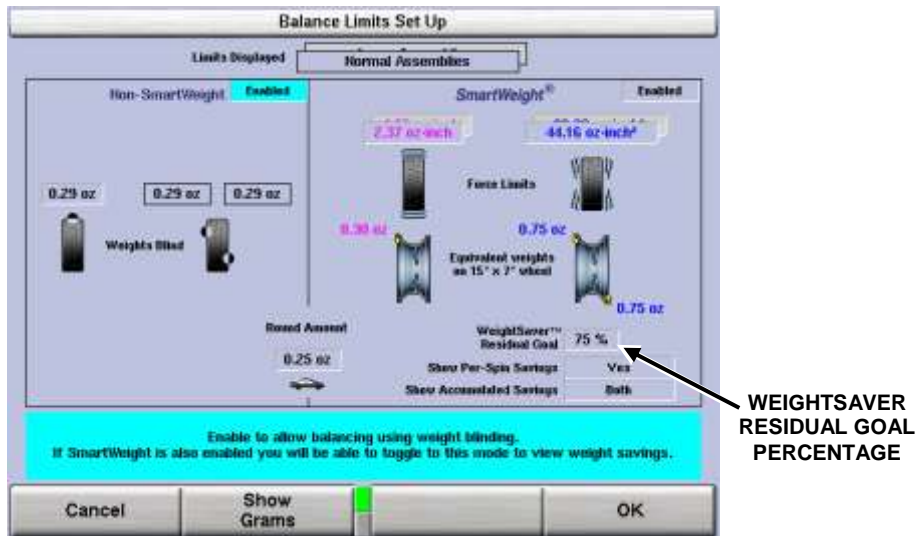 Balance Limits Set Up
Limits Displayed
Normal Assemblies
Non-SmartWeight
Enabled
SmartWeight®
Enabled
2.37 oz-inch
44.16 oz-inch²
Force Limits
0.29 oz
0.29 oz
0.29 oz
Weights Blind
0.30 oz
0.75 oz
Equivalent weights
on 15" x 7" wheel
0.75 oz
Round Amount
0.25 oz
WeightSaver™
Residual Goal
75 %
Show Per-Spin Savings
Yes
Show Accumulated Savings
Both
WEIGHTSAVER
RESIDUAL GOAL
PERCENTAGE
Enable to allow balancing using weight blinding.
If SmartWeight is also enabled you will be able to toggle to this mode to view weight savings.
Cancel
Show
Grams
OK